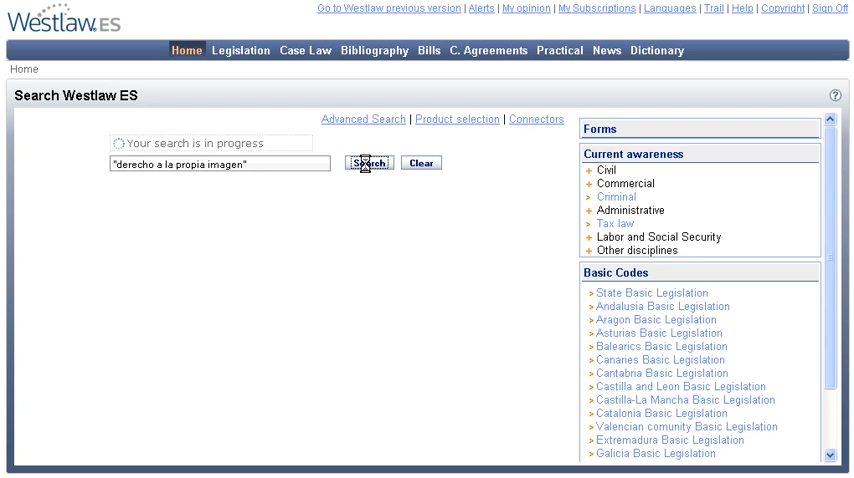 Westlaw.ES
Go to Westlaw previous version | Alerts | My opinion | My Subscriptions | Languages | Trail | Help | Copyright | Sign Off
Home Legislation Case Law Bibliography Bills C. Agreements Practical News Dictionary
Home
Search Westlaw ES
?
Advanced Search | Product selection | Connectors
Your search is in progress
"derecho a la propia imagen" Search Clear
Forms
Current awareness
Civil
Commercial
Criminal
Administrative
Tax law
Labor and Social Security
Other disciplines
Basic Codes
State Basic Legislation
Andalusia Basic Legislation
Aragon Basic Legislation
Asturias Basic Legislation
Balearics Basic Legislation
Canaries Basic Legislation
Cantabria Basic Legislation
Castilla and Leon Basic Legislation
Castilla-La Mancha Basic Legislation
Catalonia Basic Legislation
Valencian comunity Basic Legislation
Extremadura Basic Legislation
Galicia Basic Legislation